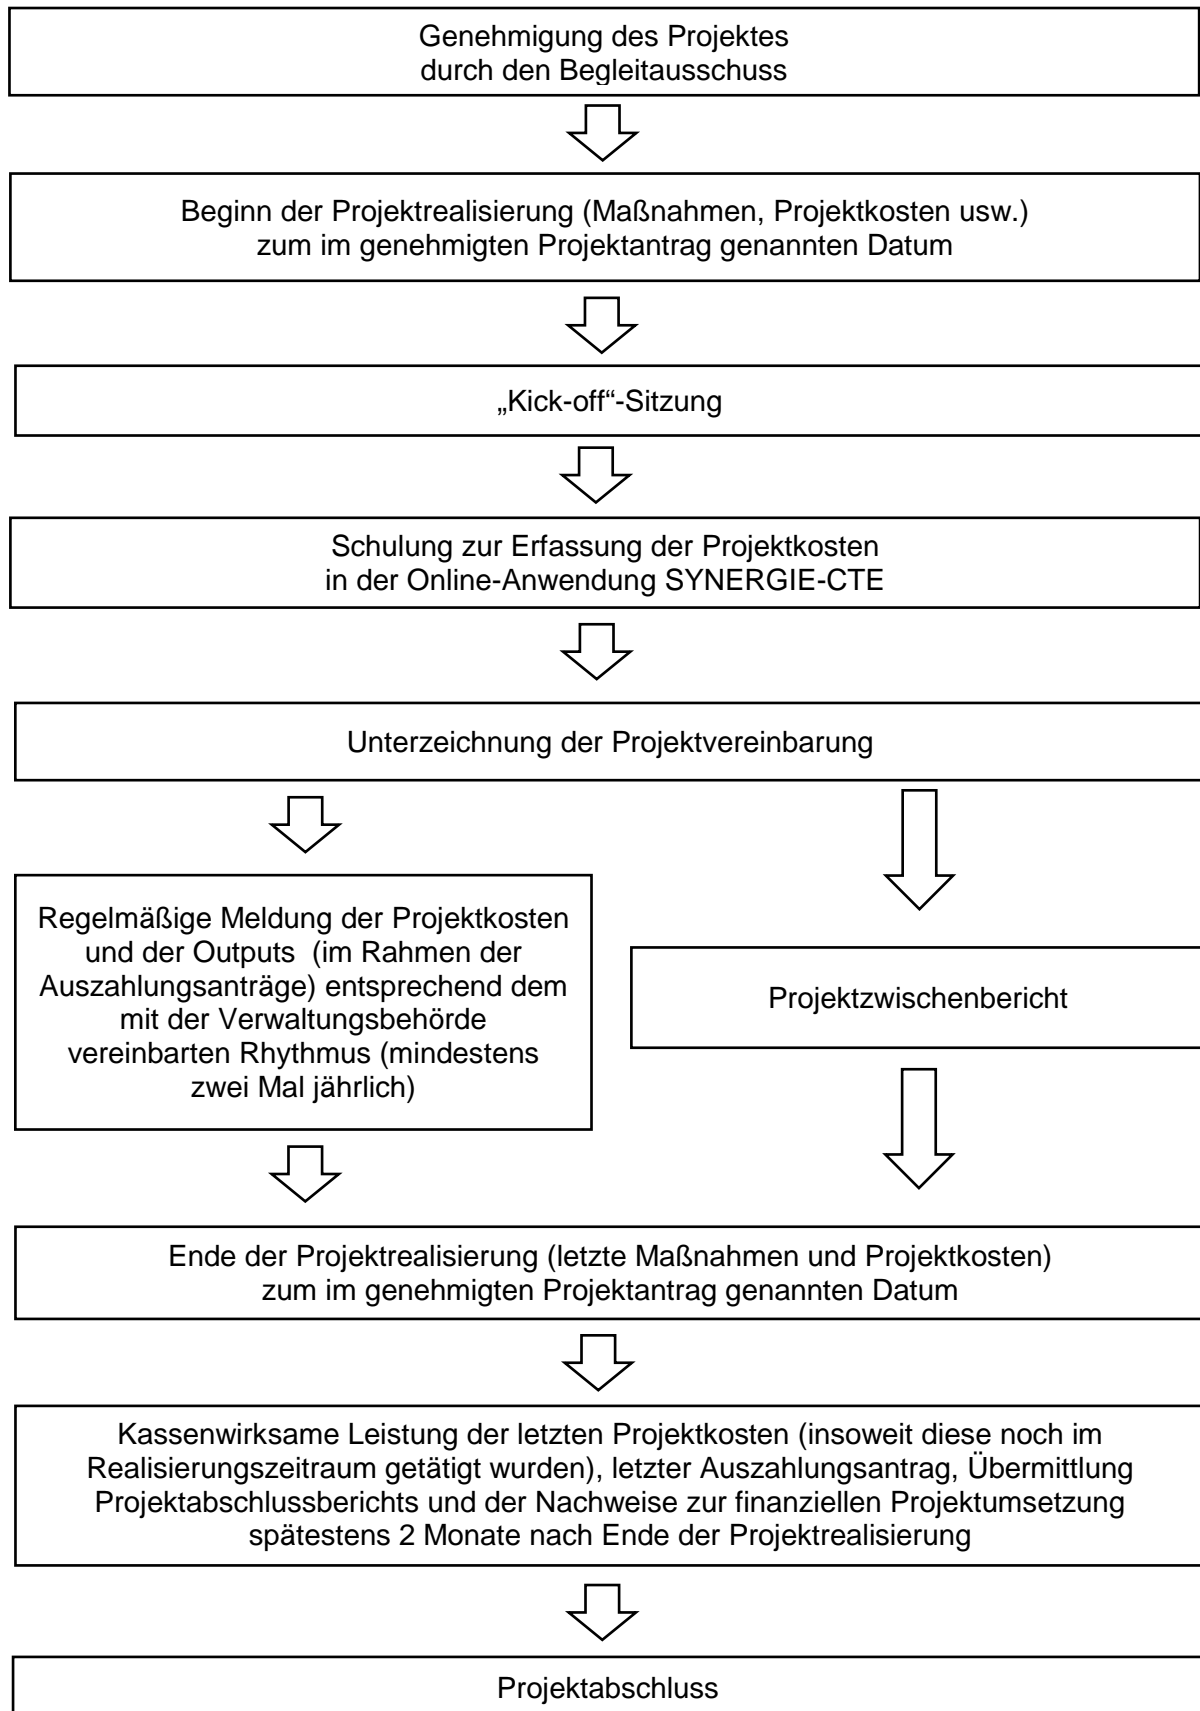 Genehmigung des Projektes
durch den Begleitausschuss
Beginn der Projektrealisierung (Maßnahmen, Projektkosten usw.)
zum im genehmigten Projektantrag genannten Datum
„Kick-off“-Sitzung
Schulung zur Erfassung der Projektkosten
in der Online-Anwendung SYNERGIE-CTE
Unterzeichnung der Projektvereinbarung
Regelmäßige Meldung der Projektkosten
und der Outputs (im Rahmen der
Auszahlungsanträge) entsprechend dem
mit der Verwaltungsbehörde
vereinbarten Rhythmus (mindestens
zwei Mal jährlich)
Projektzwischenbericht
Ende der Projektrealisierung (letzte Maßnahmen und Projektkosten)
zum im genehmigten Projektantrag genannten Datum
Kassenwirksame Leistung der letzten Projektkosten (insoweit diese noch im
Realisierungszeitraum getätigt wurden), letzter Auszahlungsantrag, Übermittlung
Projektabschlussberichts und der Nachweise zur finanziellen Projektumsetzung
spätestens 2 Monate nach Ende der Projektrealisierung
Projektabschluss